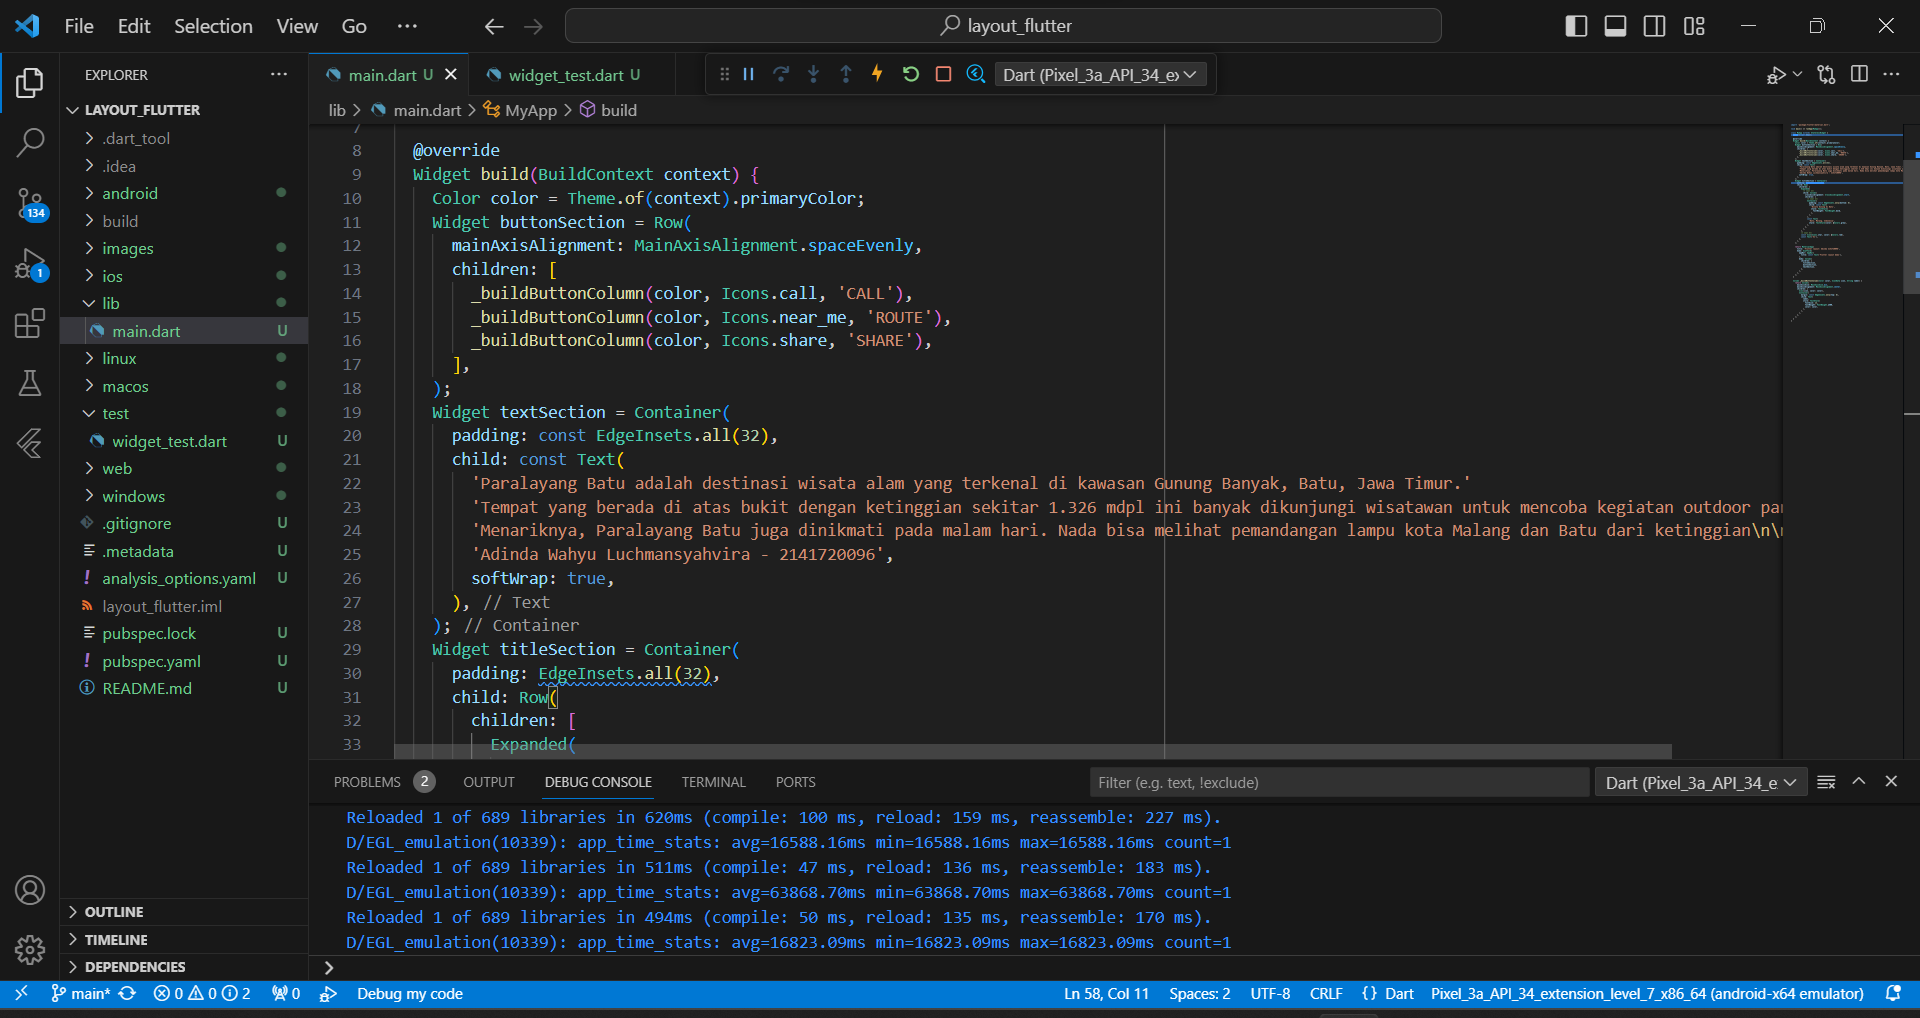 File Edit Selection View Go ···
layout_flutter
EXPLORER
LAYOUT_FLUTTER
.dart_tool
.idea
android
build
images
ios
lib
main.dart U
linux
macos
test
widget_test.dart U
web
windows
.gitignore U
.metadata U
analysis_options.yaml U
layout_flutter.iml
pubspec.lock U
pubspec.yaml U
README.md U
OUTLINE
TIMELINE
DEPENDENCIES
134
1
main.dart U
widget_test.dart U
Dart (Pixel_3a_API_34_e
lib > main.dart > MyApp > build
7
8 @override
9 Widget build(BuildContext context) {
10 Color color = Theme.of(context).primaryColor;
11 Widget buttonSection = Row(
12 mainAxisAlignment: MainAxisAlignment.spaceEvenly,
13 children: [
14 _buildButtonColumn(color, Icons.call, 'CALL'),
15 _buildButtonColumn(color, Icons.near_me, 'ROUTE'),
16 _buildButtonColumn(color, Icons.share, 'SHARE'),
17 ],
18 );
19 Widget textSection = Container(
20 padding: const EdgeInsets.all(32),
21 child: const Text(
22 'Paralayang Batu adalah destinasi wisata alam yang terkenal di kawasan Gunung Banyak, Batu, Jawa Timur.'
23 'Tempat yang berada di atas bukit dengan ketinggian sekitar 1.326 mdpl ini banyak dikunjungi wisatawan untuk mencoba kegiatan outdoor pa
24 'Menariknya, Paralayang Batu juga dinikmati pada malam hari. Nada bisa melihat pemandangan lampu kota Malang dan Batu dari ketinggian\n\
25 'Adinda Wahyu Luchmansyahvira - 2141720096',
26 softWrap: true,
27 ), // Text
28 ); // Container
29 Widget titleSection = Container(
30 padding: EdgeInsets.all(32),
31 child: Row(
32 children: [
33 Expanded(
PROBLEMS 2 OUTPUT DEBUG CONSOLE TERMINAL PORTS
Filter (e.g. text, !exclude)
Dart (Pixel_3a_API_34_e
Reloaded 1 of 689 libraries in 620ms (compile: 100 ms, reload: 159 ms, reassemble: 227 ms).
D/EGL_emulation(10339): app_time_stats: avg=16588.16ms min=16588.16ms max=16588.16ms count=1
Reloaded 1 of 689 libraries in 511ms (compile: 47 ms, reload: 136 ms, reassemble: 183 ms).
D/EGL_emulation(10339): app_time_stats: avg=63868.70ms min=63868.70ms max=63868.70ms count=1
Reloaded 1 of 689 libraries in 494ms (compile: 50 ms, reload: 135 ms, reassemble: 170 ms).
D/EGL_emulation(10339): app_time_stats: avg=16823.09ms min=16823.09ms max=16823.09ms count=1
>
main* 0 0 2 0 Debug my code
Ln 58, Col 11 Spaces: 2 UTF-8 CRLF {} Dart Pixel_3a_API_34_extension_level_7_x86_64 (android-x64 emulator)